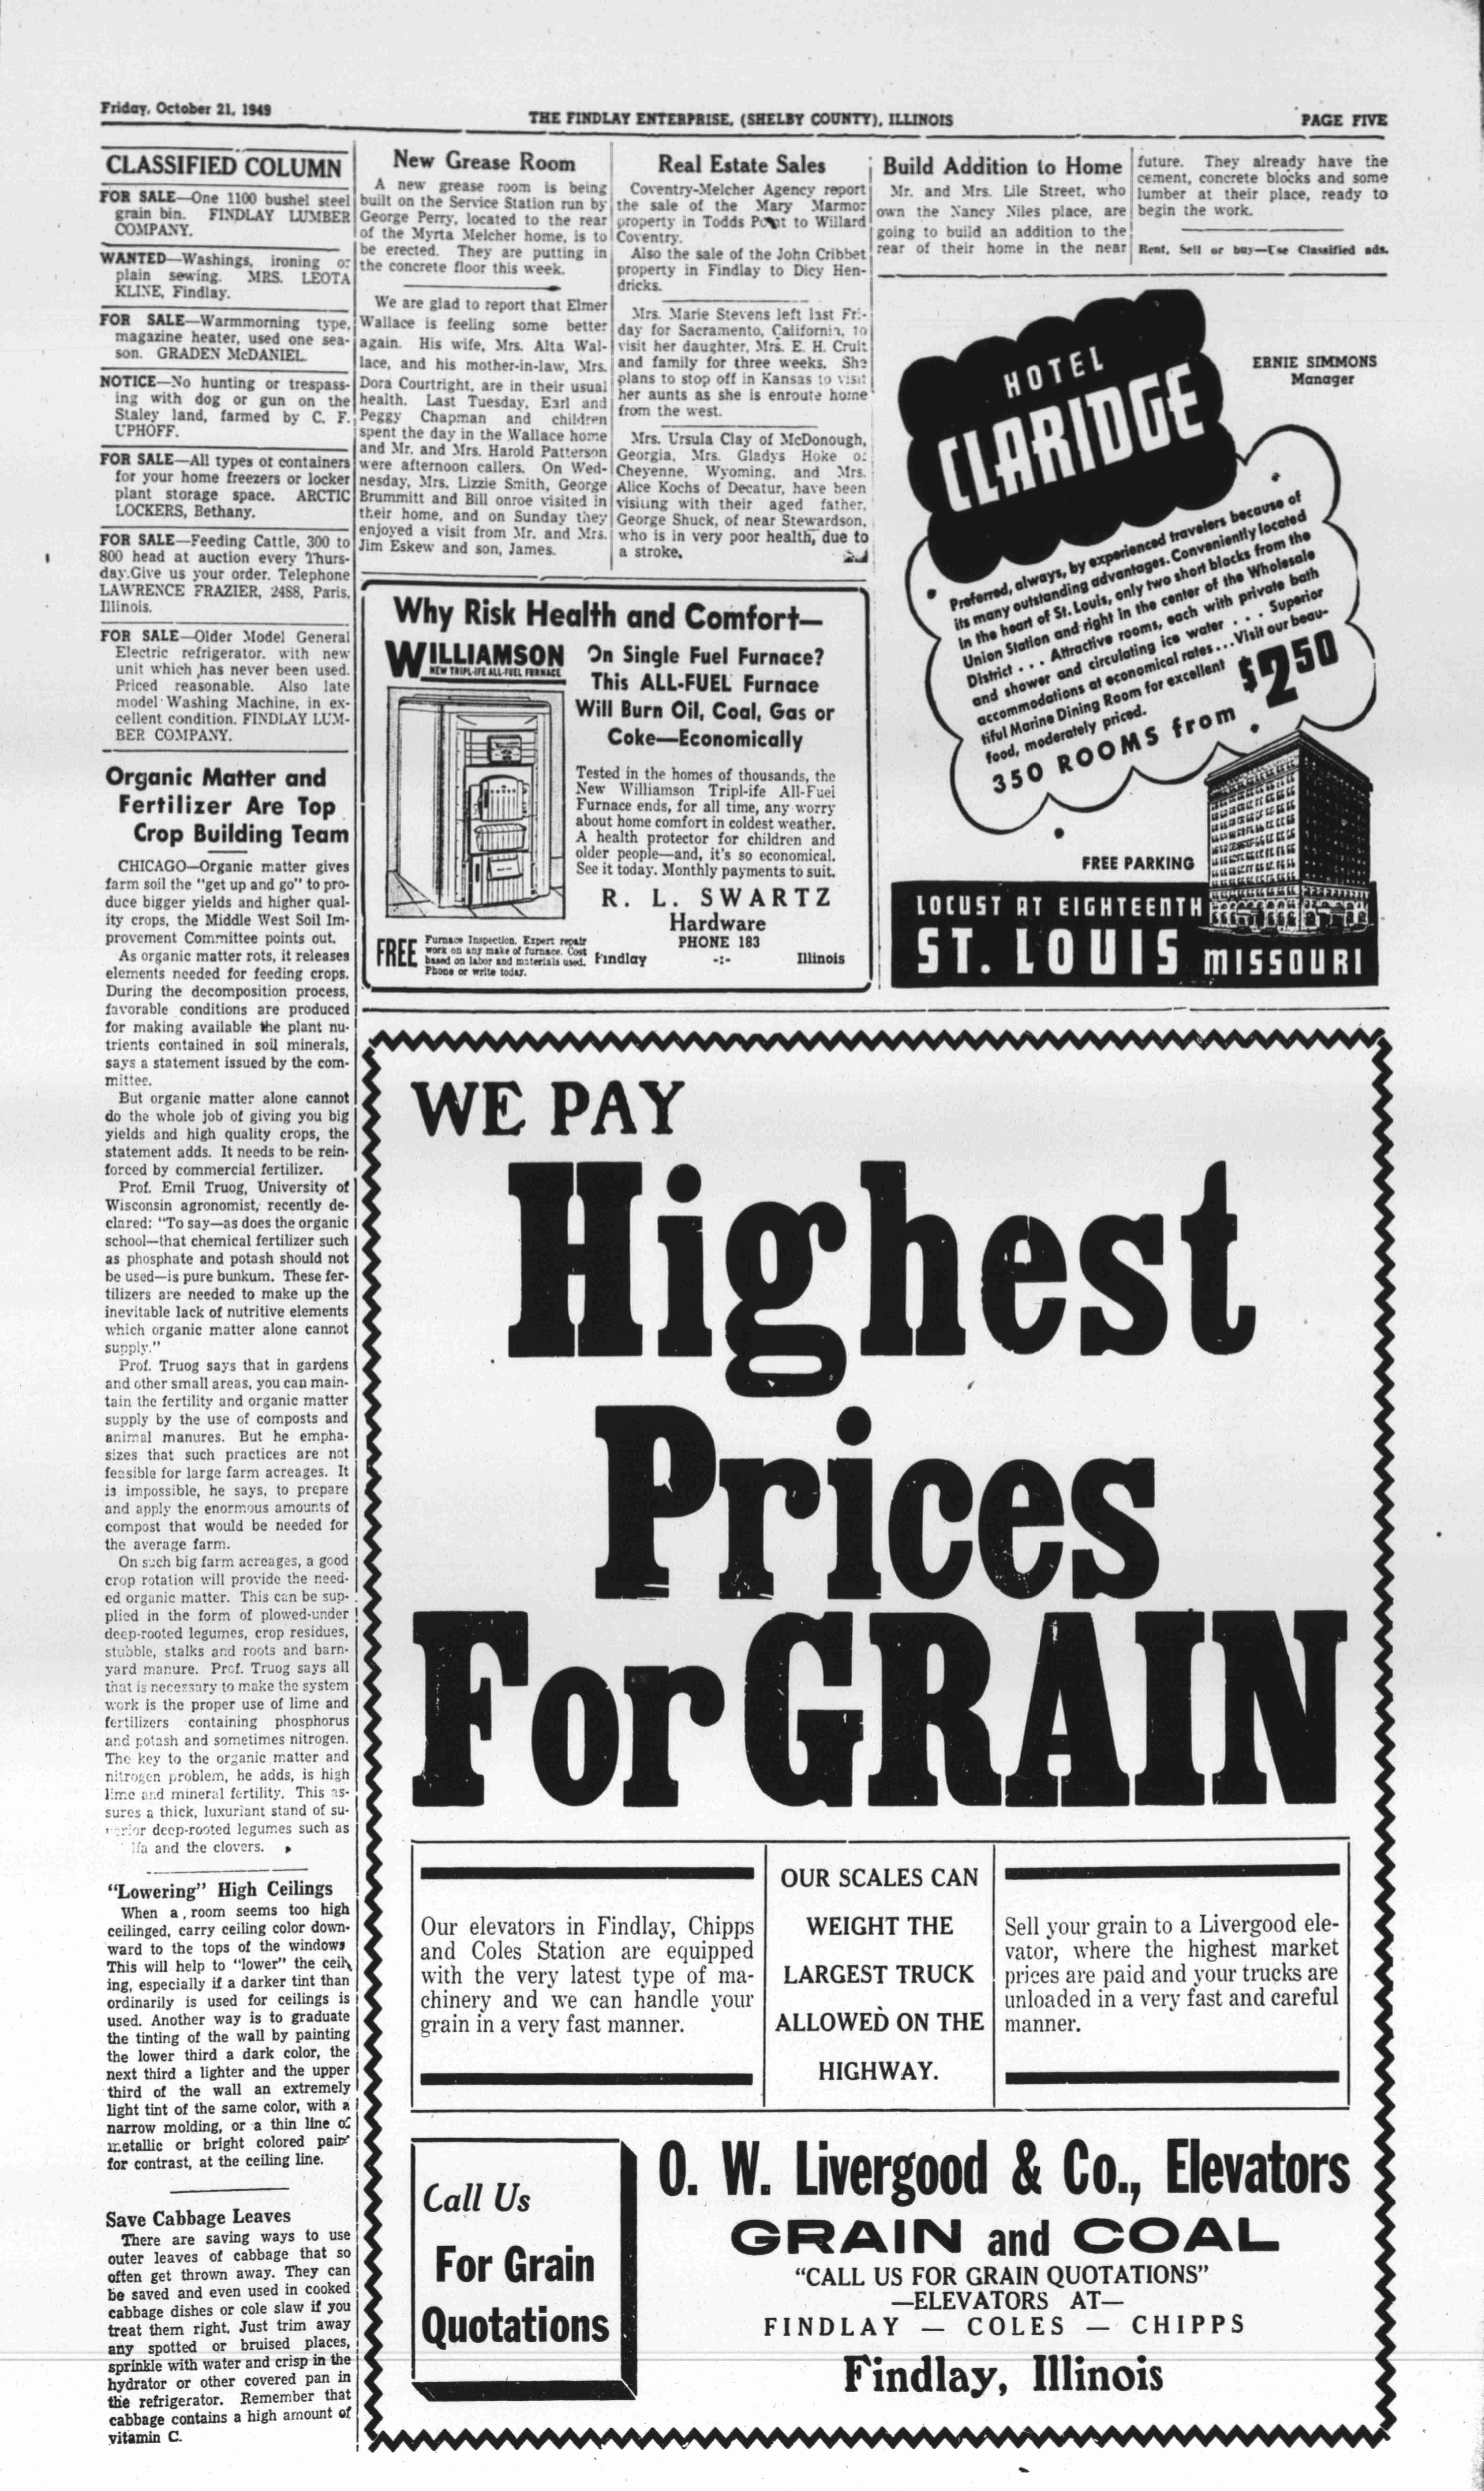 Friday, October 21, 1949
THE FINDLAY ENTERPRISE, (SHELBY COUNTY), ILLINOIS
PAGE FIVE
CLASSIFIED COLUMN
FOR SALE—One 1100 bushel steel
grain bin. FINDLAY LUMBER
COMPANY.
WANTED—Washings, ironing or
plain sewing. MRS. LEOTA
KLINE, Findlay.
FOR SALE—Warmmorning type,
magazine heater, used one sea-
son. GRADEN McDANIEL.
NOTICE—No hunting or trespass-
ing with dog or gun on the
Staley land, farmed by C. F.
UPHOFF.
FOR SALE—All types of containers
for your home freezers or locker
plant storage space. ARCTIC
LOCKERS, Bethany.
FOR SALE—Feeding Cattle, 300 to
800 head at auction every Thurs-
day.Give us your order. Telephone
LAWRENCE FRAZIER, 2488, Paris,
Illinois.
FOR SALE—Older Model General
Electric refrigerator. with new
unit which has never been used.
Priced reasonable. Also late
model Washing Machine, in ex-
cellent condition. FINDLAY LUM-
BER COMPANY.
Organic Matter and
Fertilizer Are Top
Crop Building Team
CHICAGO—Organic matter gives
farm soil the "get up and go" to pro-
duce bigger yields and higher qual-
ity crops, the Middle West Soil Im-
provement Committee points out.
As organic matter rots, it releases
elements needed for feeding crops.
During the decomposition process,
favorable conditions are produced
for making available the plant nu-
trients contained in soil minerals,
says a statement issued by the com-
mittee.
But organic matter alone cannot
do the whole job of giving you big
yields and high quality crops, the
statement adds. It needs to be rein-
forced by commercial fertilizer.
Prof. Emil Truog, University of
Wisconsin agronomist, recently de-
clared: "To say—as does the organic
school—that chemical fertilizer such
as phosphate and potash should not
be used—is pure bunkum. These fer-
tilizers are needed to make up the
inevitable lack of nutritive elements
which organic matter alone cannot
supply."
Prof. Truog says that in gardens
and other small areas, you can main-
tain the fertility and organic matter
supply by the use of composts and
animal manures. But he empha-
sizes that such practices are not
feasible for large farm acreages. It
is impossible, he says, to prepare
and apply the enormous amounts of
compost that would be needed for
the average farm.
On such big farm acreages, a good
crop rotation will provide the need-
ed organic matter. This can be sup-
plied in the form of plowed-under
deep-rooted legumes, crop residues,
stubble, stalks and roots and barn-
yard manure. Prof. Truog says all
that is necessary to make the system
work is the proper use of lime and
fertilizers containing phosphorus
and potash and sometimes nitrogen.
The key to the organic matter and
nitrogen problem, he adds, is high
lime and mineral fertility. This as-
sures a thick, luxuriant stand of su-
deep-rooted legumes such as
and the clovers.
"Lowering" High Ceilings
When a room seems too high
ceilinged, carry ceiling color down-
ward to the tops of the windows
This will help to "lower" the ceil-
ing, especially if a darker tint than
ordinarily is used for ceilings is
used. Another way is to graduate
the tinting of the wall by painting
the lower third a dark color, the
next third a lighter and the upper
third of the wall an extremely
light tint of the same color, with a
narrow molding, or a thin line of
metallic or bright colored paint
for contrast, at the ceiling line.
Save Cabbage Leaves
There are saving ways to use
outer leaves of cabbage that so
often get thrown away. They can
be saved and even used in cooked
cabbage dishes or cole slaw if you
treat them right. Just trim away
any spotted or bruised places,
sprinkle with water and crisp in the
hydrator or other covered pan in
the refrigerator. Remember that
cabbage contains a high amount of
vitamin C.
New Grease Room
A new grease room is being
built on the Service Station run by
George Perry, located to the rear
of the Myrta Melcher home, is to
be erected. They are putting in
the concrete floor this week.
We are glad to report that Elmer
Wallace is feeling some better
again. His wife, Mrs. Alta Wal-
lace, and his mother-in-law, Mrs.
Dora Courtright, are in their usual
health. Last Tuesday, Earl and
Peggy Chapman and children
spent the day in the Wallace home
and Mr. and Mrs. Harold Patterson
were afternoon callers. On Wed-
nesday, Mrs. Lizzie Smith, George
Brummitt and Bill onroe visited in
their home, and on Sunday they
enjoyed a visit from Mr. and Mrs.
Jim Eskew and son, James.
Real Estate Sales
Coventry-Melcher Agency report
the sale of the Mary Marmor
property in Todds Point to Willard
Coventry.
Also the sale of the John Cribbet
property in Findlay to Dicy Hen-
dricks.
Mrs. Marie Stevens left last Fri-
day for Sacramento, California, to
visit her daughter, Mrs. E. H. Cruit
and family for three weeks. She
plans to stop off in Kansas to visit
her aunts as she is enroute home
from the west.
Mrs. Ursula Clay of McDonough,
Georgia, Mrs. Gladys Hoke of
Cheyenne, Wyoming, and Mrs.
Alice Kochs of Decatur, have been
visiting with their aged father,
George Shuck, of near Stewardson,
who is in very poor health, due to
a stroke.
Build Addition to Home
Mr. and Mrs. Lile Street, who
own the Nancy Niles place, are
going to build an addition to the
rear of their home in the near
future. They already have the
cement, concrete blocks and some
lumber at their place, ready to
begin the work.
Rent, Sell or buy—Use Classified ads.
Why Risk Health and Comfort—
WILLIAMSON
NEW TRIPL-IFE ALL-FUEL FURNACE
On Single Fuel Furnace?
This ALL-FUEL Furnace
Will Burn Oil, Coal, Gas or
Coke—Economically
Tested in the homes of thousands, the
New Williamson Tripl-ife All-Fuel
Furnace ends, for all time, any worry
about home comfort in coldest weather.
A health protector for children and
older people—and, it's so economical.
See it today. Monthly payments to suit.
R. L. SWARTZ
Hardware
PHONE 183
Findlay -:- Illinois
FREE Furnace Inspection. Expert repair
work on any make of furnace. Cost
based on labor and materials used.
Phone or write today.
HOTEL
CLARIDGE
ERNIE SIMMONS
Manager
Preferred, always, by experienced travelers because of
its many outstanding advantages. Conveniently located
in the heart of St. Louis, only two short blocks from the
Union Station and right in the center of the Wholesale
District . . . Attractive rooms, each with private bath
and shower and circulating ice water . . . Superior
accommodations at economical rates...Visit our beau-
tiful Marine Dining Room for excellent
food, moderately priced.
350 ROOMS from $2.50
FREE PARKING
LOCUST AT EIGHTEENTH
ST. LOUIS MISSOURI
WE PAY
Highest
Prices
For GRAIN
Our elevators in Findlay, Chipps
and Coles Station are equipped
with the very latest type of ma-
chinery and we can handle your
grain in a very fast manner.
OUR SCALES CAN
WEIGHT THE
LARGEST TRUCK
ALLOWED ON THE
HIGHWAY.
Sell your grain to a Livergood ele-
vator, where the highest market
prices are paid and your trucks are
unloaded in a very fast and careful
manner.
Call Us
For Grain
Quotations
O. W. Livergood & Co., Elevators
GRAIN and COAL
"CALL US FOR GRAIN QUOTATIONS"
—ELEVATORS AT—
FINDLAY — COLES — CHIPPS
Findlay, Illinois